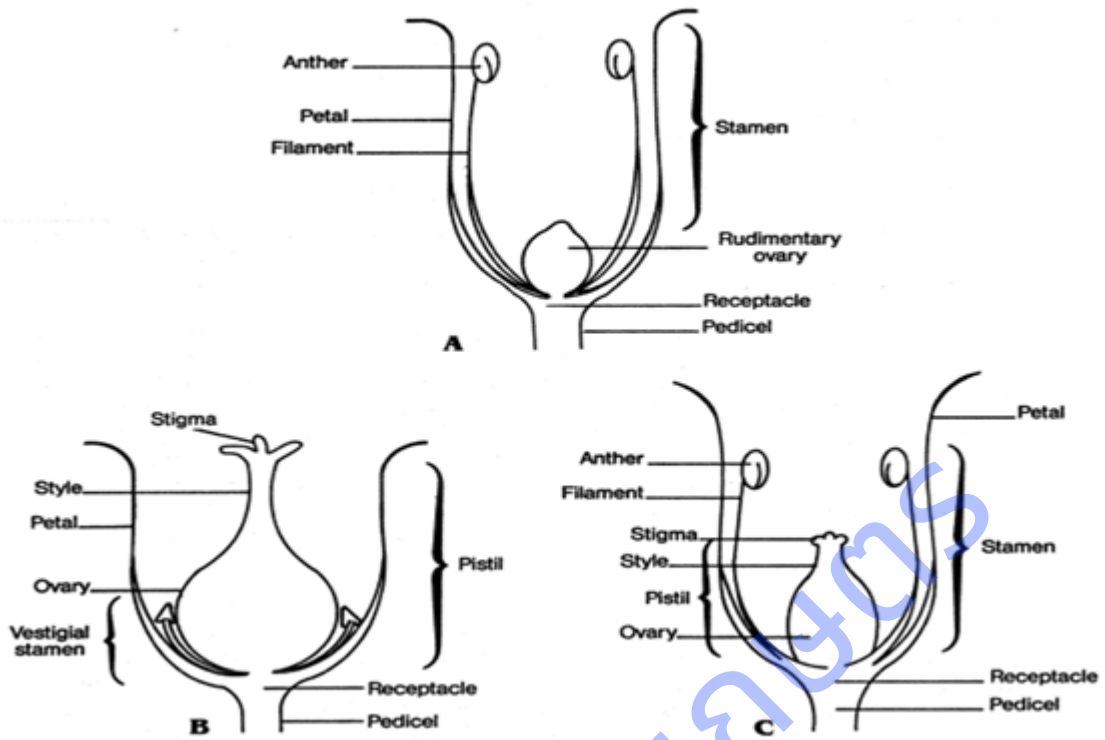 Anther
Petal
Filament
Stamen
Rudimentary
ovary
Receptacle
Pedicel
A
Stigma
Style
Petal
Ovary
Vestigial
stamen
Pistil
Receptacle
Pedicel
B
Petal
Anther
Filament
Stigma
Style
Pistil
Ovary
Stamen
Receptacle
Pedicel
C